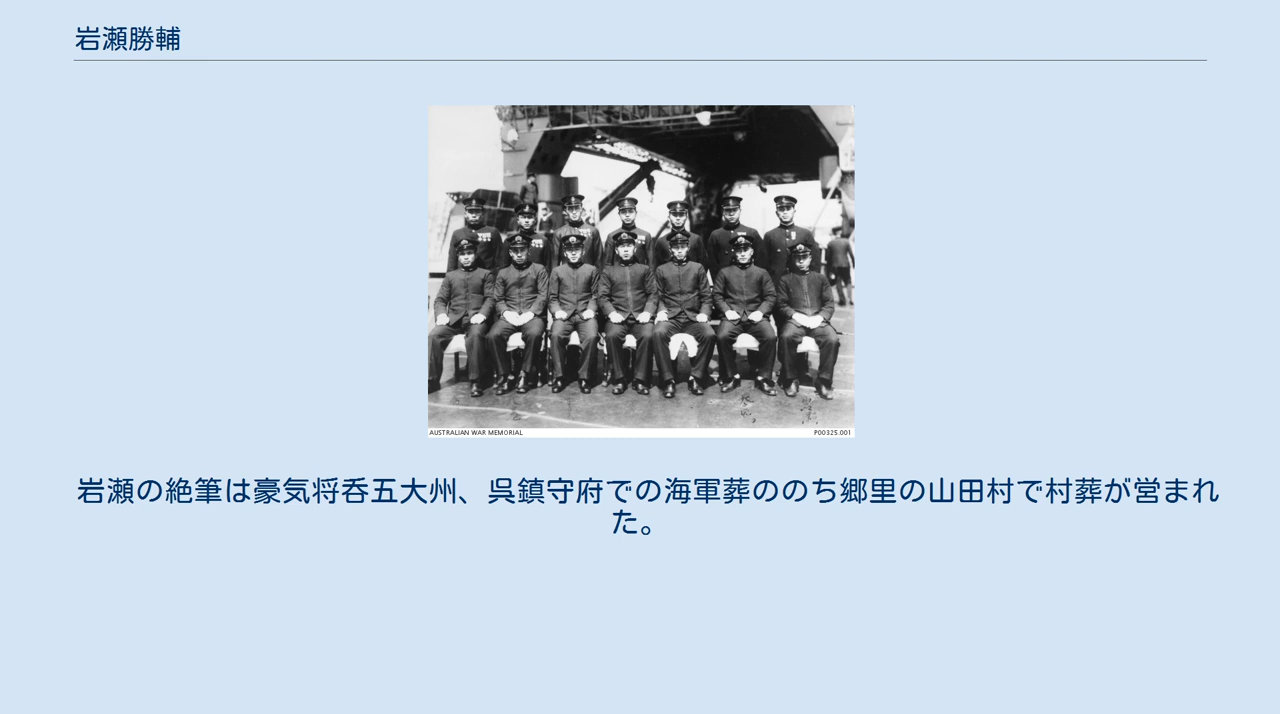 岩瀬勝輔
AUSTRALIAN WAR MEMORIAL
P00325.001
岩瀬の絶筆は豪気将呑五大州、呉鎮守府での海軍葬ののち郷里の山田村で村葬が営まれ
た。